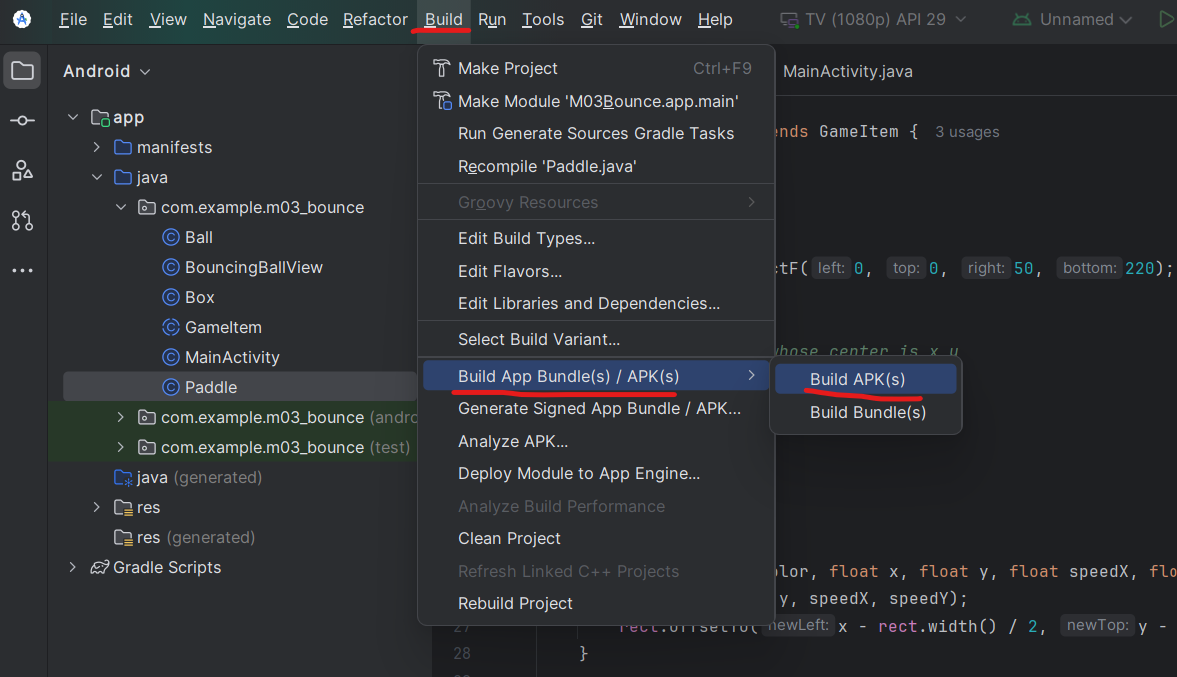 File Edit View Navigate Code Refactor Build Run Tools Git Window Help TV (1080p) API 29 Unnamed
Android
app
manifests
java
com.example.m03_bounce
Ball
BouncingBallView
Box
GameItem
MainActivity
Paddle
com.example.m03_bounce (andro
com.example.m03_bounce (test)
java (generated)
res
res (generated)
Gradle Scripts
Make Project Ctrl+F9
Make Module 'M03Bounce.app.main'
Run Generate Sources Gradle Tasks
Recompile 'Paddle.java'
Groovy Resources
Edit Build Types...
Edit Flavors...
Edit Libraries and Dependencies...
Select Build Variant...
Build App Bundle(s) / APK(s)
Generate Signed App Bundle / APK...
Analyze APK...
Deploy Module to App Engine...
Analyze Build Performance
Clean Project
Refresh Linked C++ Projects
Rebuild Project
Build APK(s)
Build Bundle(s)
MainActivity.java
nds GameItem { 3 usages
ctF( left: 0, top: 0, right: 50, bottom: 220);
whose center is x y
olor, float x, float y, float speedX, flo
y, speedX, speedY);
27 rect.offsetTo( newLeft: x - rect.width() / 2, newTop: y -
28 }